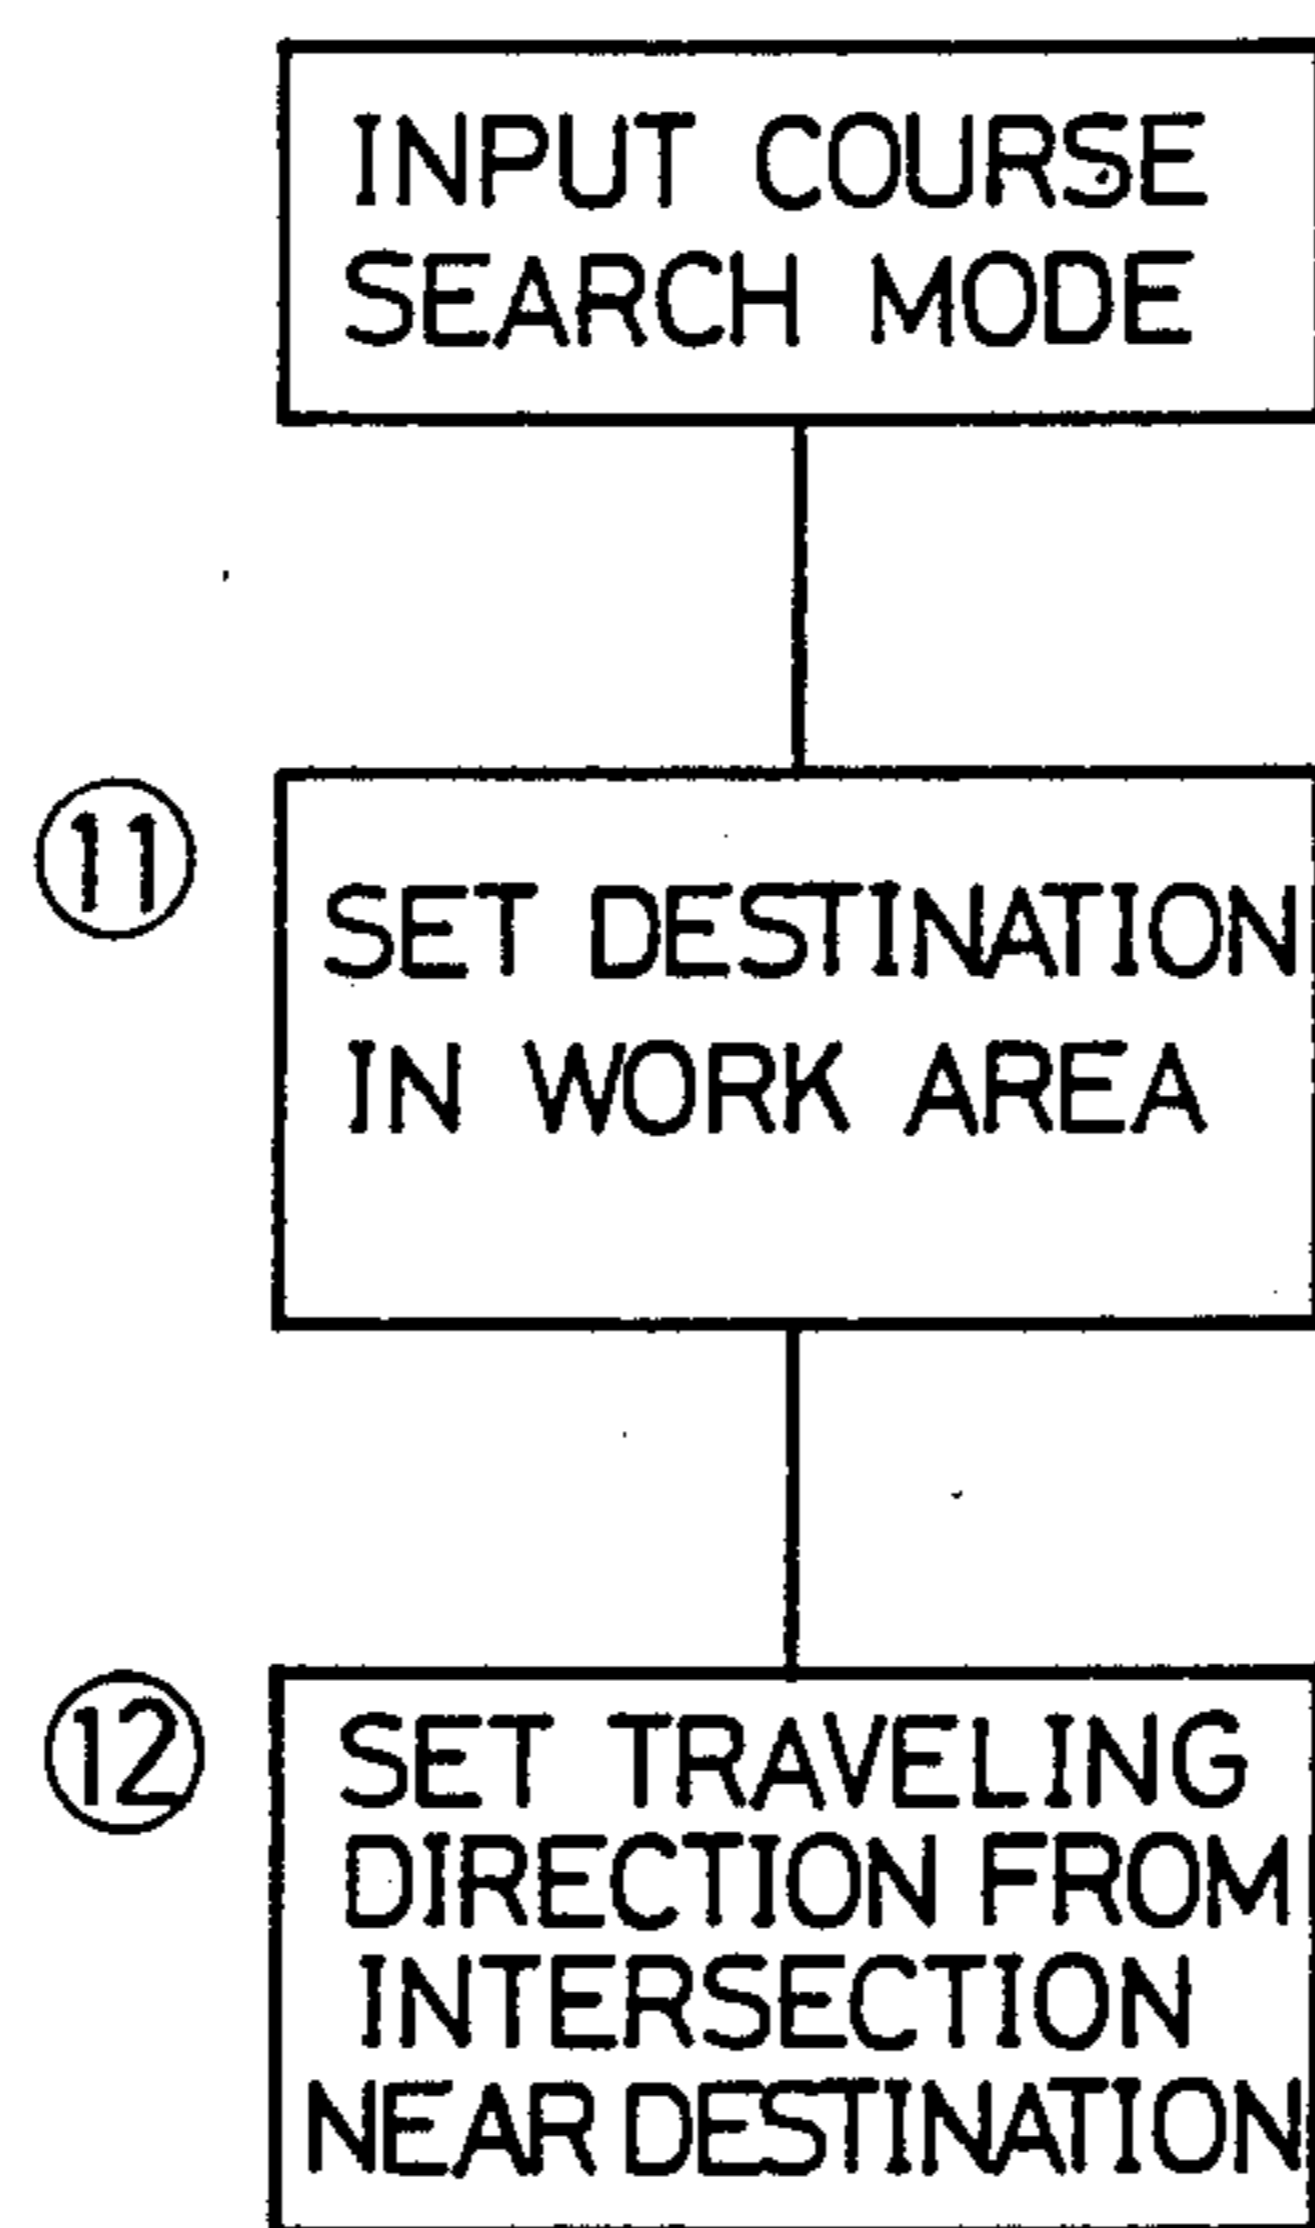 INPUT COURSE
SEARCH MODE
⑪
SET DESTINATION
IN WORK AREA
⑫
SET TRAVELING
DIRECTION FROM
INTERSECTION
NEAR DESTINATION